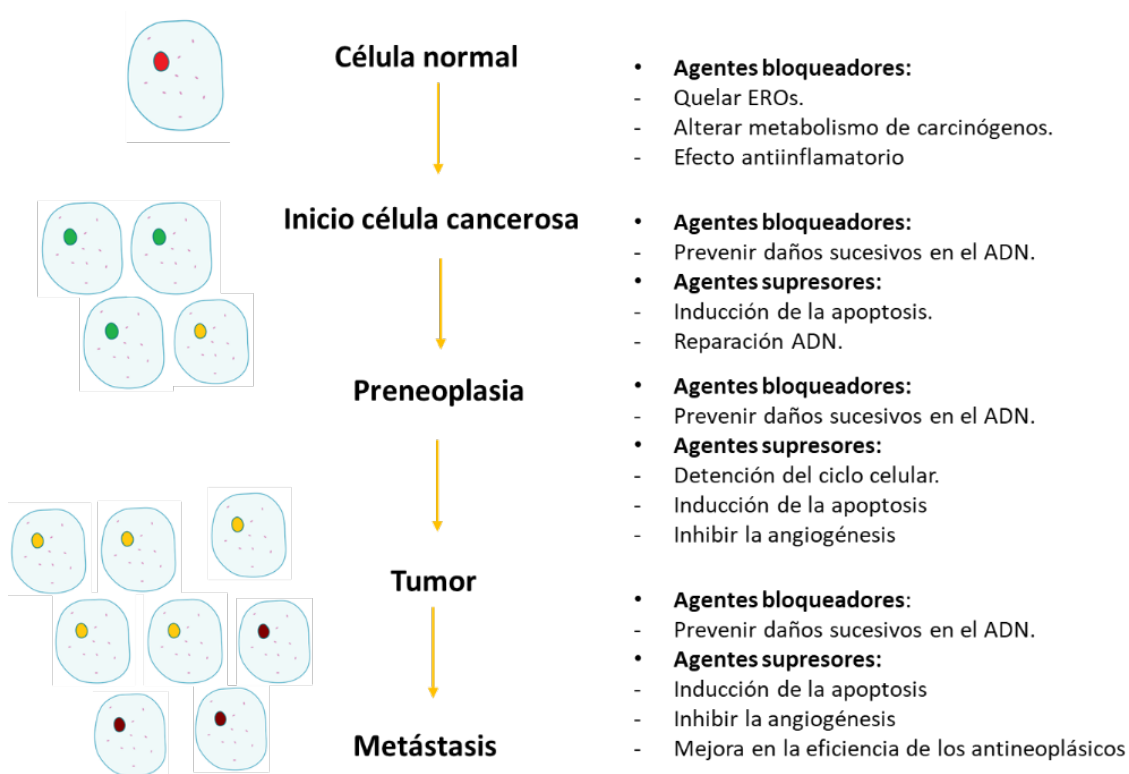 Célula normal
• Agentes bloqueadores:
- Quelar EROs.
- Alterar metabolismo de carcinógenos.
- Efecto antiinflamatorio
Inicio célula cancerosa
• Agentes bloqueadores:
- Prevenir daños sucesivos en el ADN.
• Agentes supresores:
- Inducción de la apoptosis.
- Reparación ADN.
Preneoplasia
• Agentes bloqueadores:
- Prevenir daños sucesivos en el ADN.
• Agentes supresores:
- Detención del ciclo celular.
- Inducción de la apoptosis
- Inhibir la angiogénesis
Tumor
• Agentes bloqueadores:
- Prevenir daños sucesivos en el ADN.
• Agentes supresores:
- Inducción de la apoptosis
- Inhibir la angiogénesis
- Mejora en la eficiencia de los antineoplásicos
Metástasis